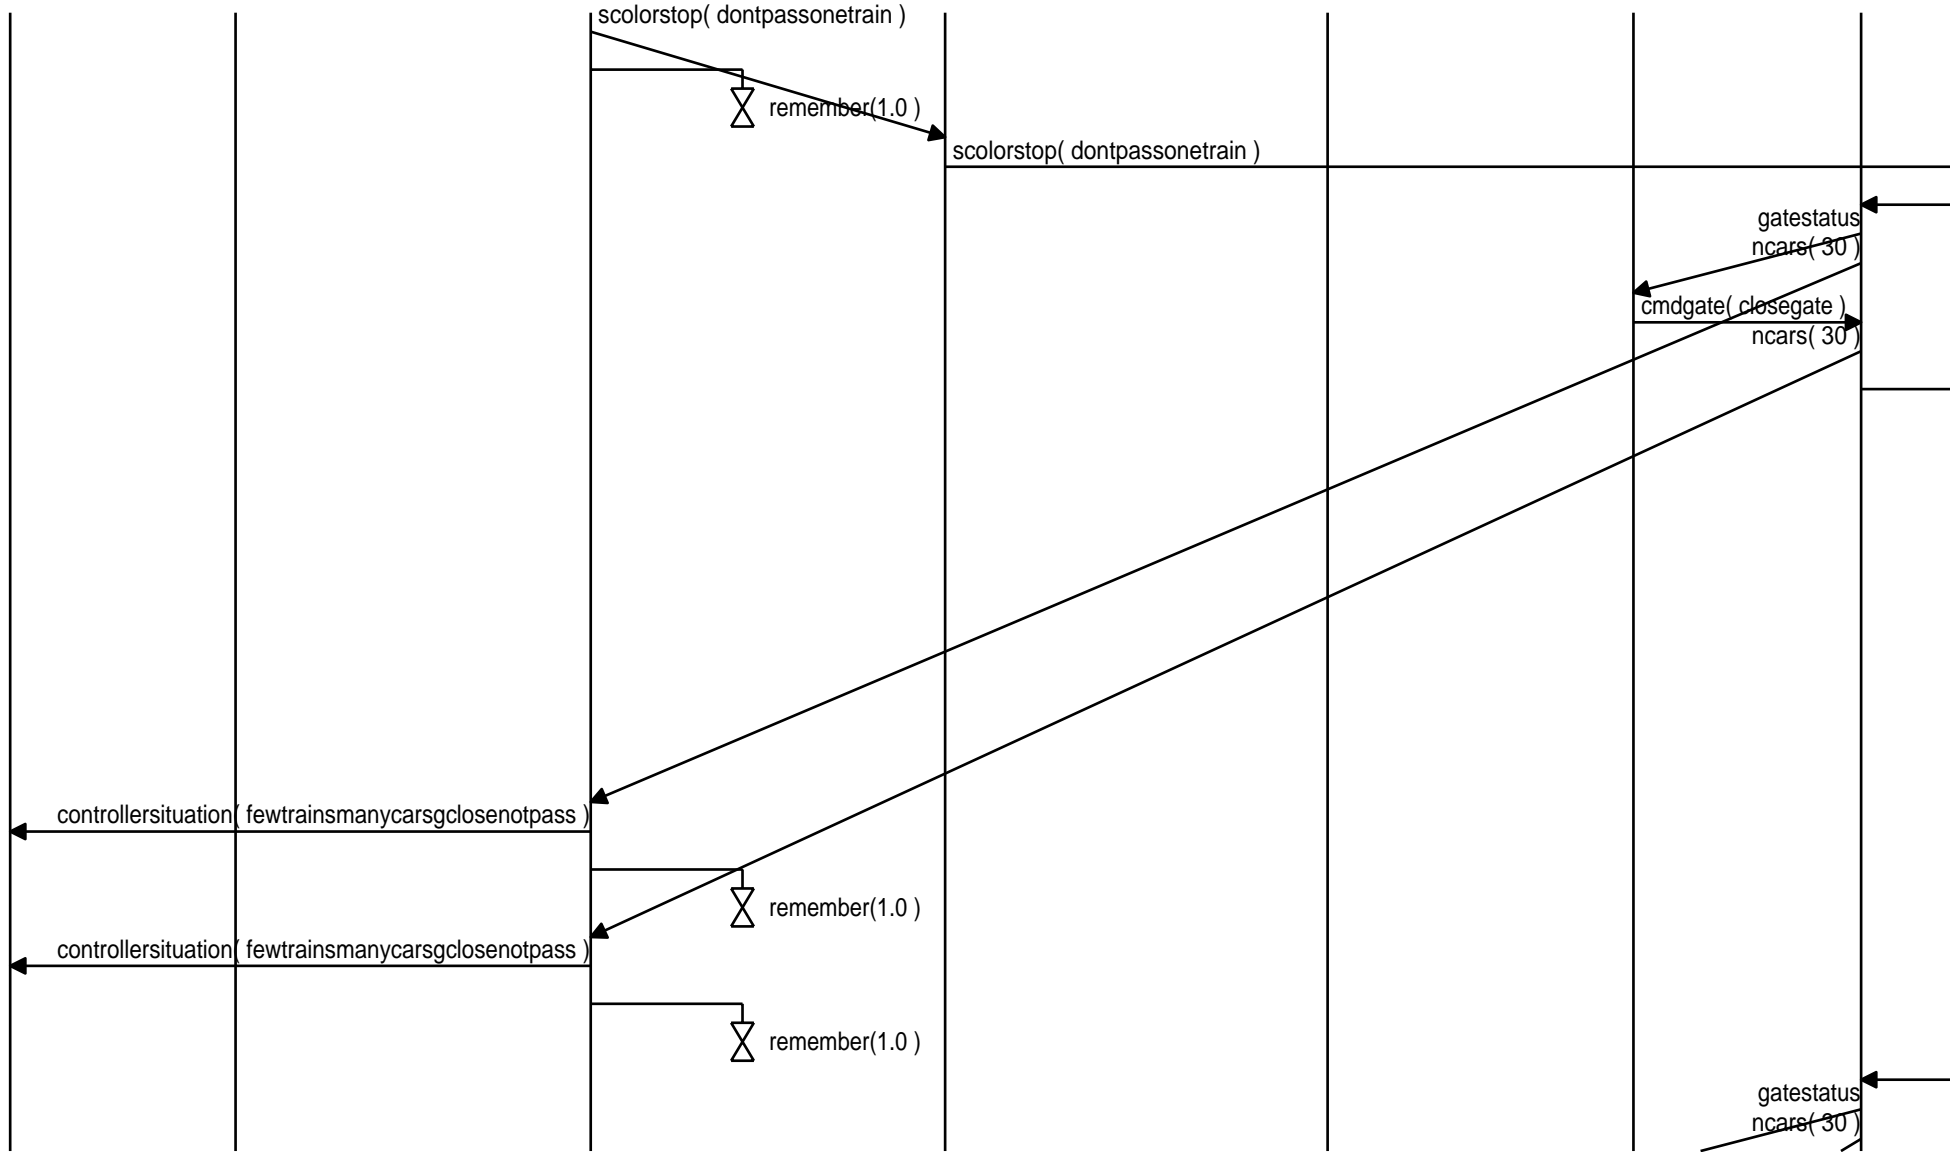 scolorstop( dontpassonetrain )
remember(1.0 )
scolorstop( dontpassonetrain )
gatestatus
ncars( 30 )
cmdgate( closegate )
ncars( 30 )
controllersituation( fewtrainsmanycarsgclosenotpass )
remember(1.0 )
controllersituation( fewtrainsmanycarsgclosenotpass )
remember(1.0 )
gatestatus
ncars( 30 )